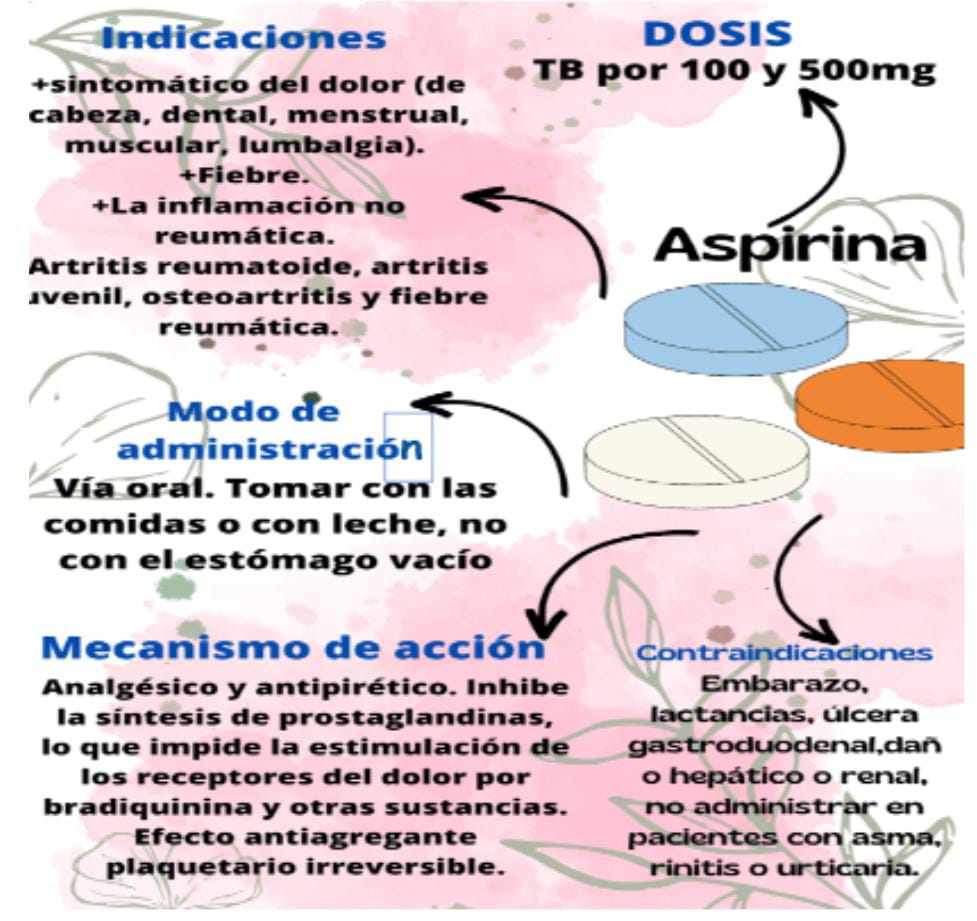 Indicaciones
+sintomático del dolor (de
cabeza, dental, menstrual,
muscular, lumbalgia).
+Fiebre.
+La inflamación no
reumática.
Artritis reumatoide, artritis
uvenil, osteoartritis y fiebre
reumática.
DOSIS
TB por 100 y 500mg
Aspirina
Modo de
administración
Vía oral. Tomar con las
comidas o con leche, no
con el estómago vacío
Mecanismo de acción
Analgésico y antipirético. Inhibe
la síntesis de prostaglandinas,
lo que impide la estimulación de
los receptores del dolor por
bradiquinina y otras sustancias.
Efecto antiagregante
plaquetario irreversible.
Contraindicaciones
Embarazo,
lactancias, úlcera
gastroduodenal,dañ
o hepático o renal,
no administrar en
pacientes con asma,
rinitis o urticaria.